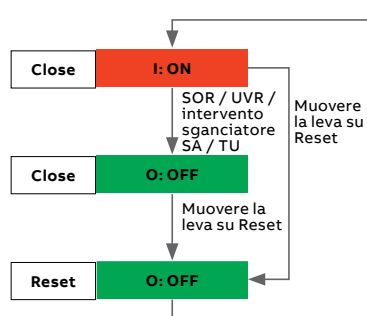 Close
I: ON
SOR / UVR /
intervento
sganciatore
SA / TU
Muovere
la leva su
Reset
Close
O: OFF
Muovere la
leva su Reset
Reset
O: OFF